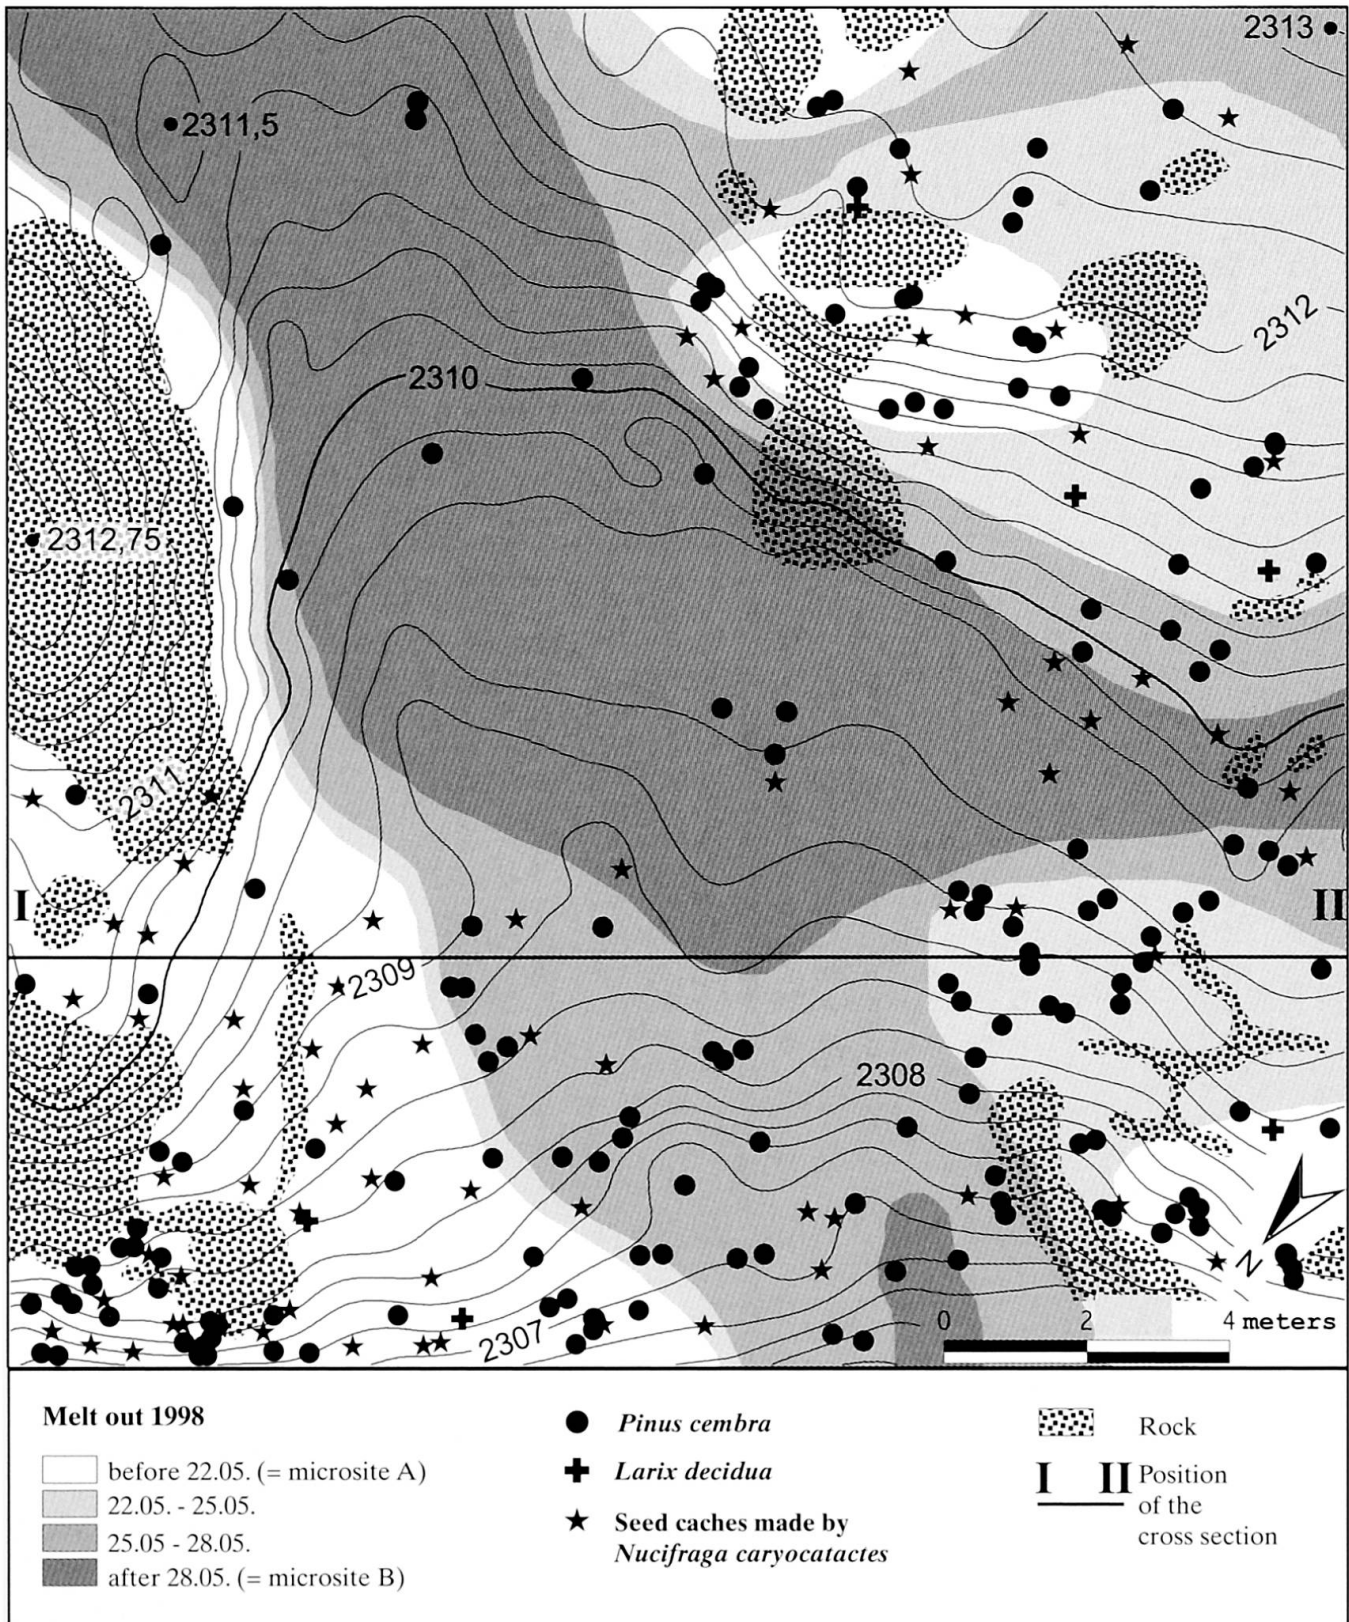 2313
2311,5
2312
2310
2312,75
2311
I
II
2309
2308
N
2307
0 2 4 meters
Melt out 1998
before 22.05. (= microsite A)
22.05. - 25.05.
25.05 - 28.05.
after 28.05. (= microsite B)
Pinus cembra
Larix decidua
Seed caches made by
Nucifraga caryocatactes
Rock
I II Position
of the
cross section